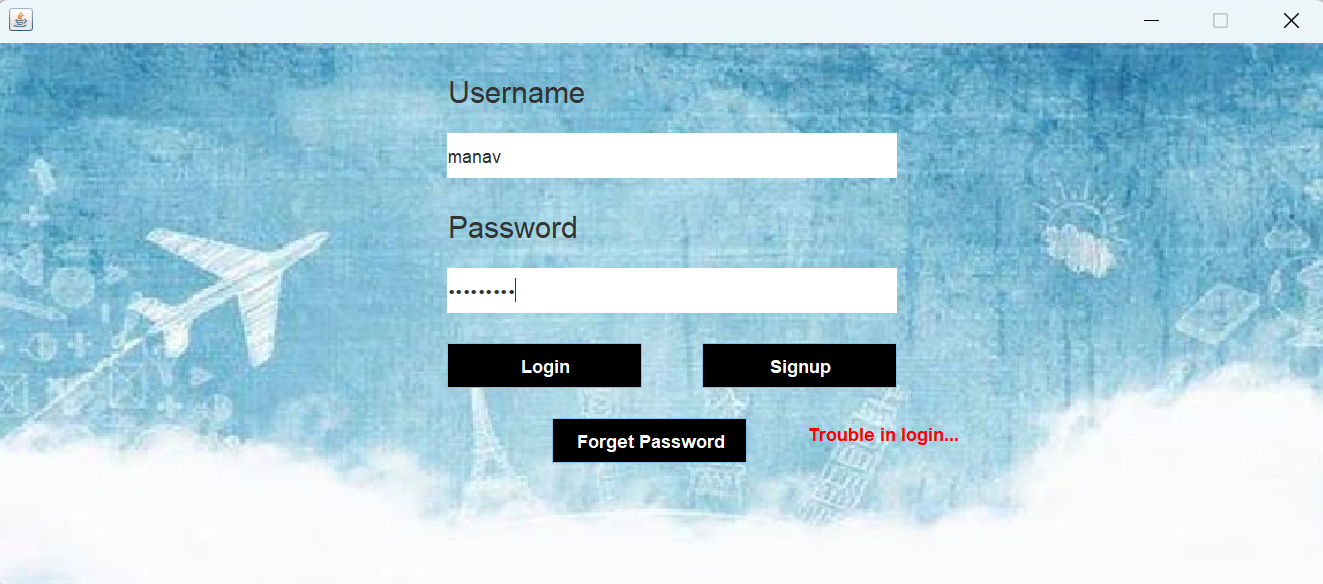 Username
manav
Password
•••••••••
Login
Signup
Forget Password
Trouble in login...